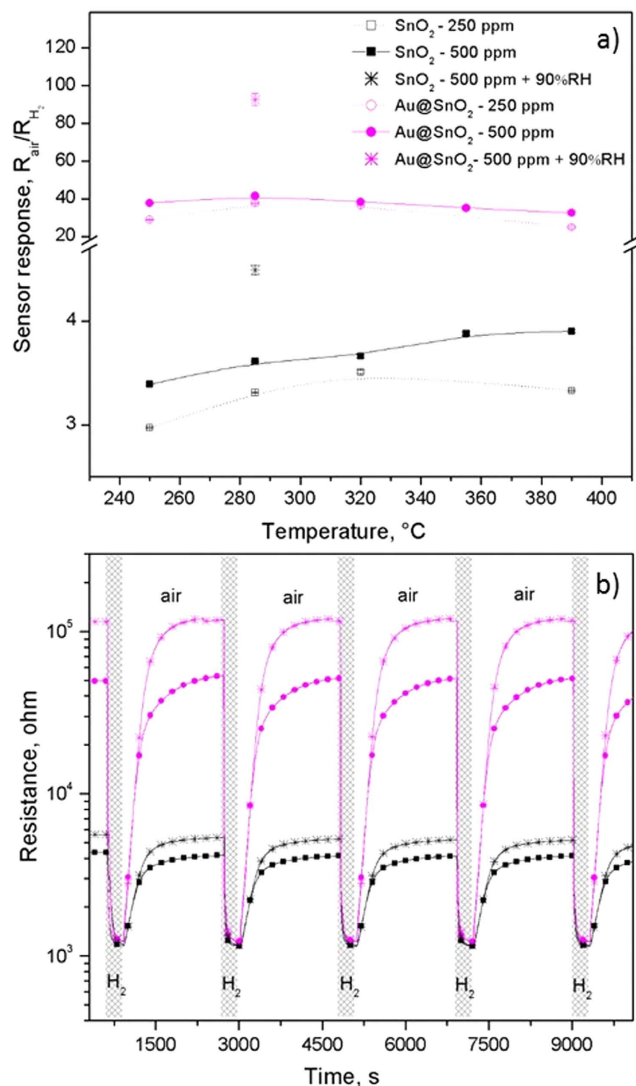 a)
SnO2 - 250 ppm
SnO2 - 500 ppm
SnO2 - 500 ppm + 90%RH
Au@SnO2 - 250 ppm
Au@SnO2 - 500 ppm
Au@SnO2 - 500 ppm + 90%RH
Sensor response, Rair/RH2
120
100
80
60
40
20
4
3
240 260 280 300 320 340 360 380 400
Temperature, °C
b)
air air air air
Resistance, ohm
10^5
10^4
10^3
H2 H2 H2 H2 H2
1500 3000 4500 6000 7500 9000
Time, s